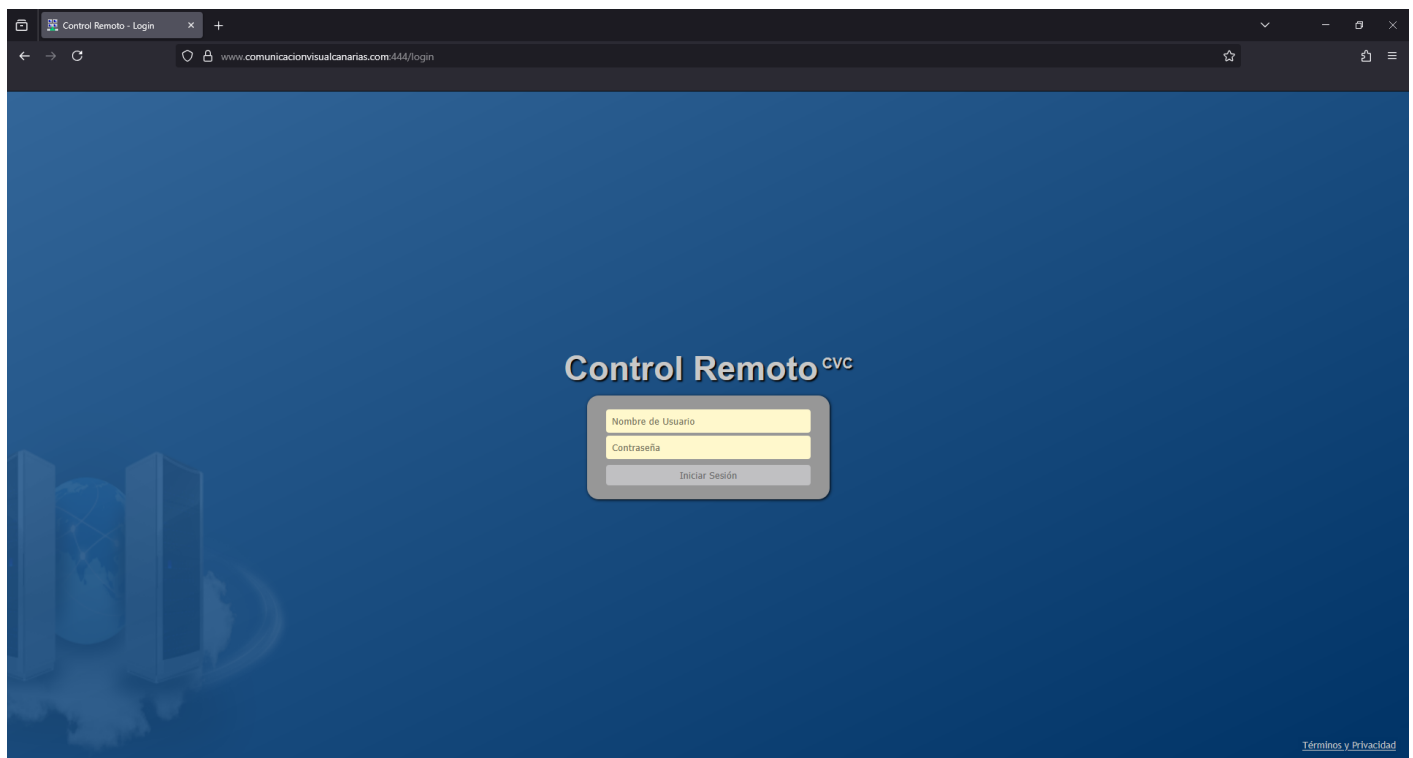 Control Remoto - Login
www.comunicacionvisualcanarias.com:444/login
Control Remoto CVC
Nombre de Usuario
Contraseña
Iniciar Sesión
Términos y Privacidad